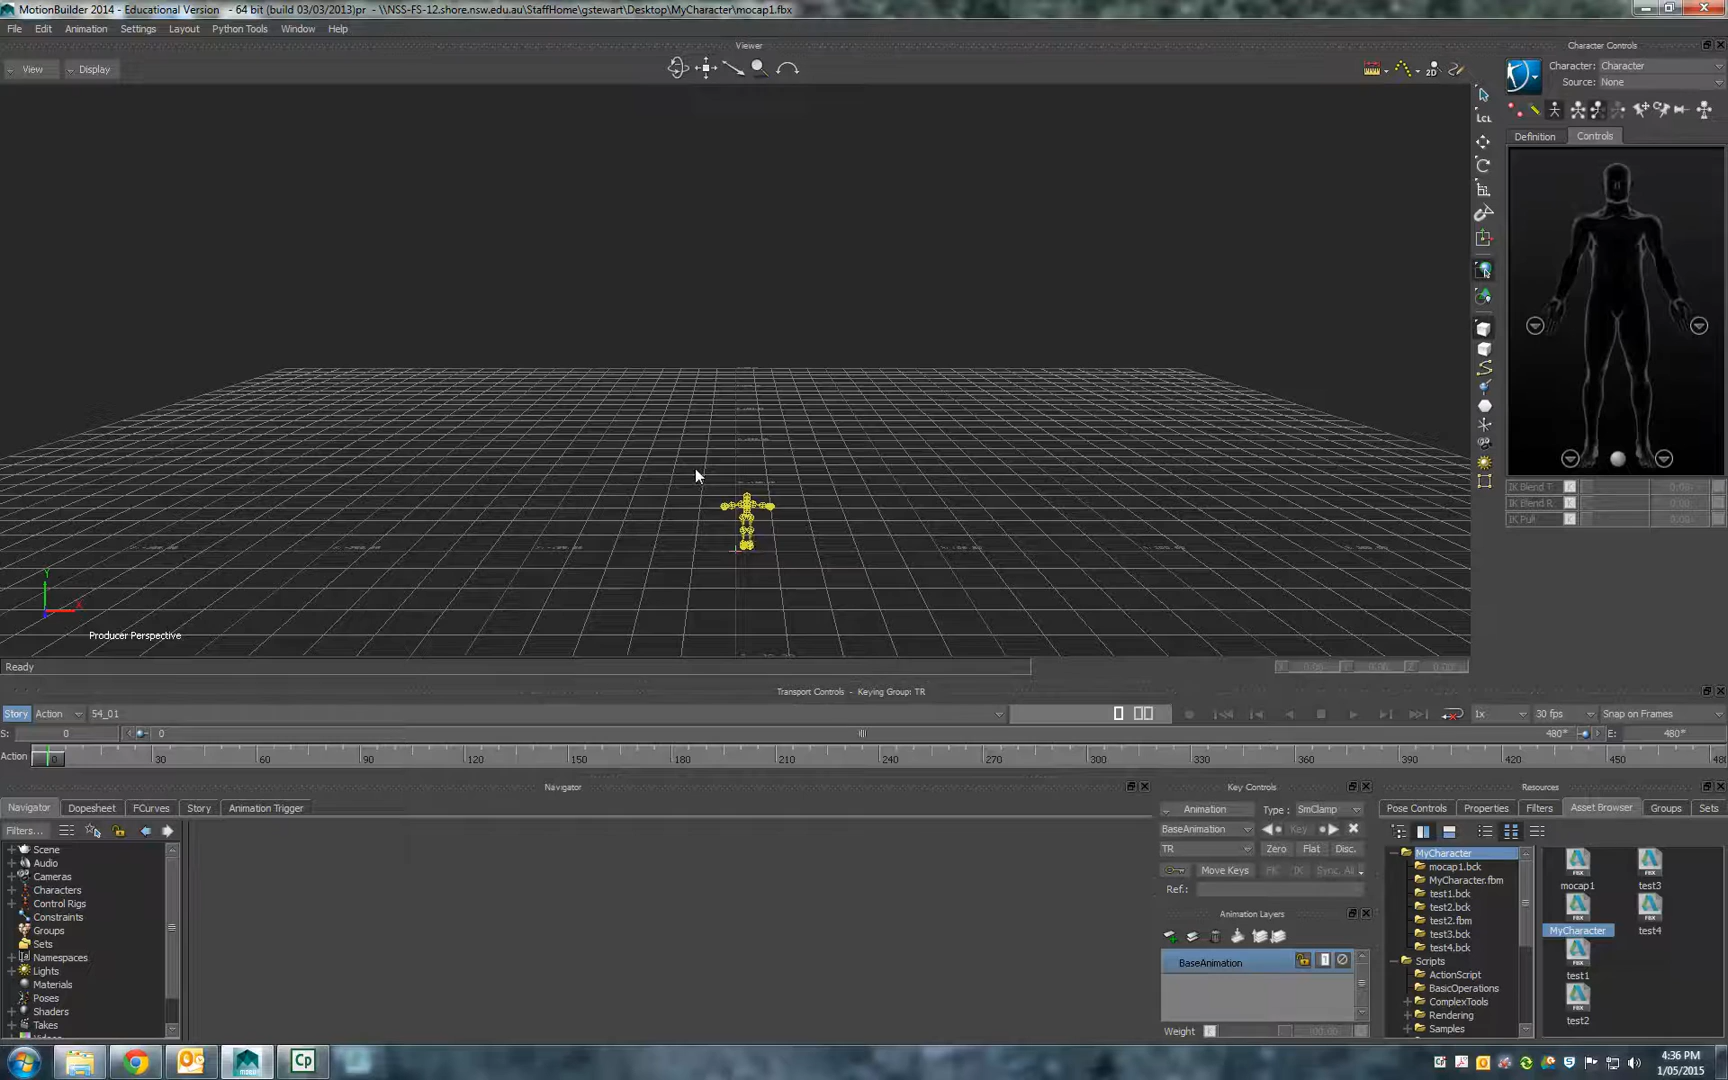 MotionBuilder 2014 - Educational Version - 64 bit (build 03/03/2013)pr - \\NSS-FS-12.shore.nsw.edu.au\StaffHome\gstewart\Desktop\MyCharacter\mocap1.fbx
File Edit Animation Settings Layout Python Tools Window Help
Viewer
Character Controls
View Display
2D
Character: Character
Source: None
LCL
Definition Controls
Y
X
Producer Perspective
IK Blend T
IK Blend R
IK Pull
Ready
Transport Controls - Keying Group: TR
Story Action 54_01
1x 30 fps Snap on Frames
S: 0 0 480* E: 480*
Action 0 30 60 90 120 150 180 210 240 270 300 330 360 390 420 450 48
Navigator
Key Controls
Resources
Navigator Dopesheet FCurves Story Animation Trigger
Animation Type : SmClamp
Pose Controls Properties Filters Asset Browser Groups Sets
Filters...
BaseAnimation Key
TR Zero Flat Disc.
Move Keys FK IK Sync. All
Ref.:
Scene
Audio
Cameras
Characters
Control Rigs
Constraints
Groups
Sets
Namespaces
Lights
Materials
Poses
Shaders
Takes
Animation Layers
BaseAnimation
Weight
MyCharacter
mocap1.bck
MyCharacter.fbm
test1.bck
test2.bck
test2.fbm
test3.bck
test4.bck
Scripts
ActionScript
BasicOperations
ComplexTools
Rendering
Samples
mocap1 test3
MyCharacter test4
test1
test2
MOBU
Cp
4:36 PM
1/05/2015